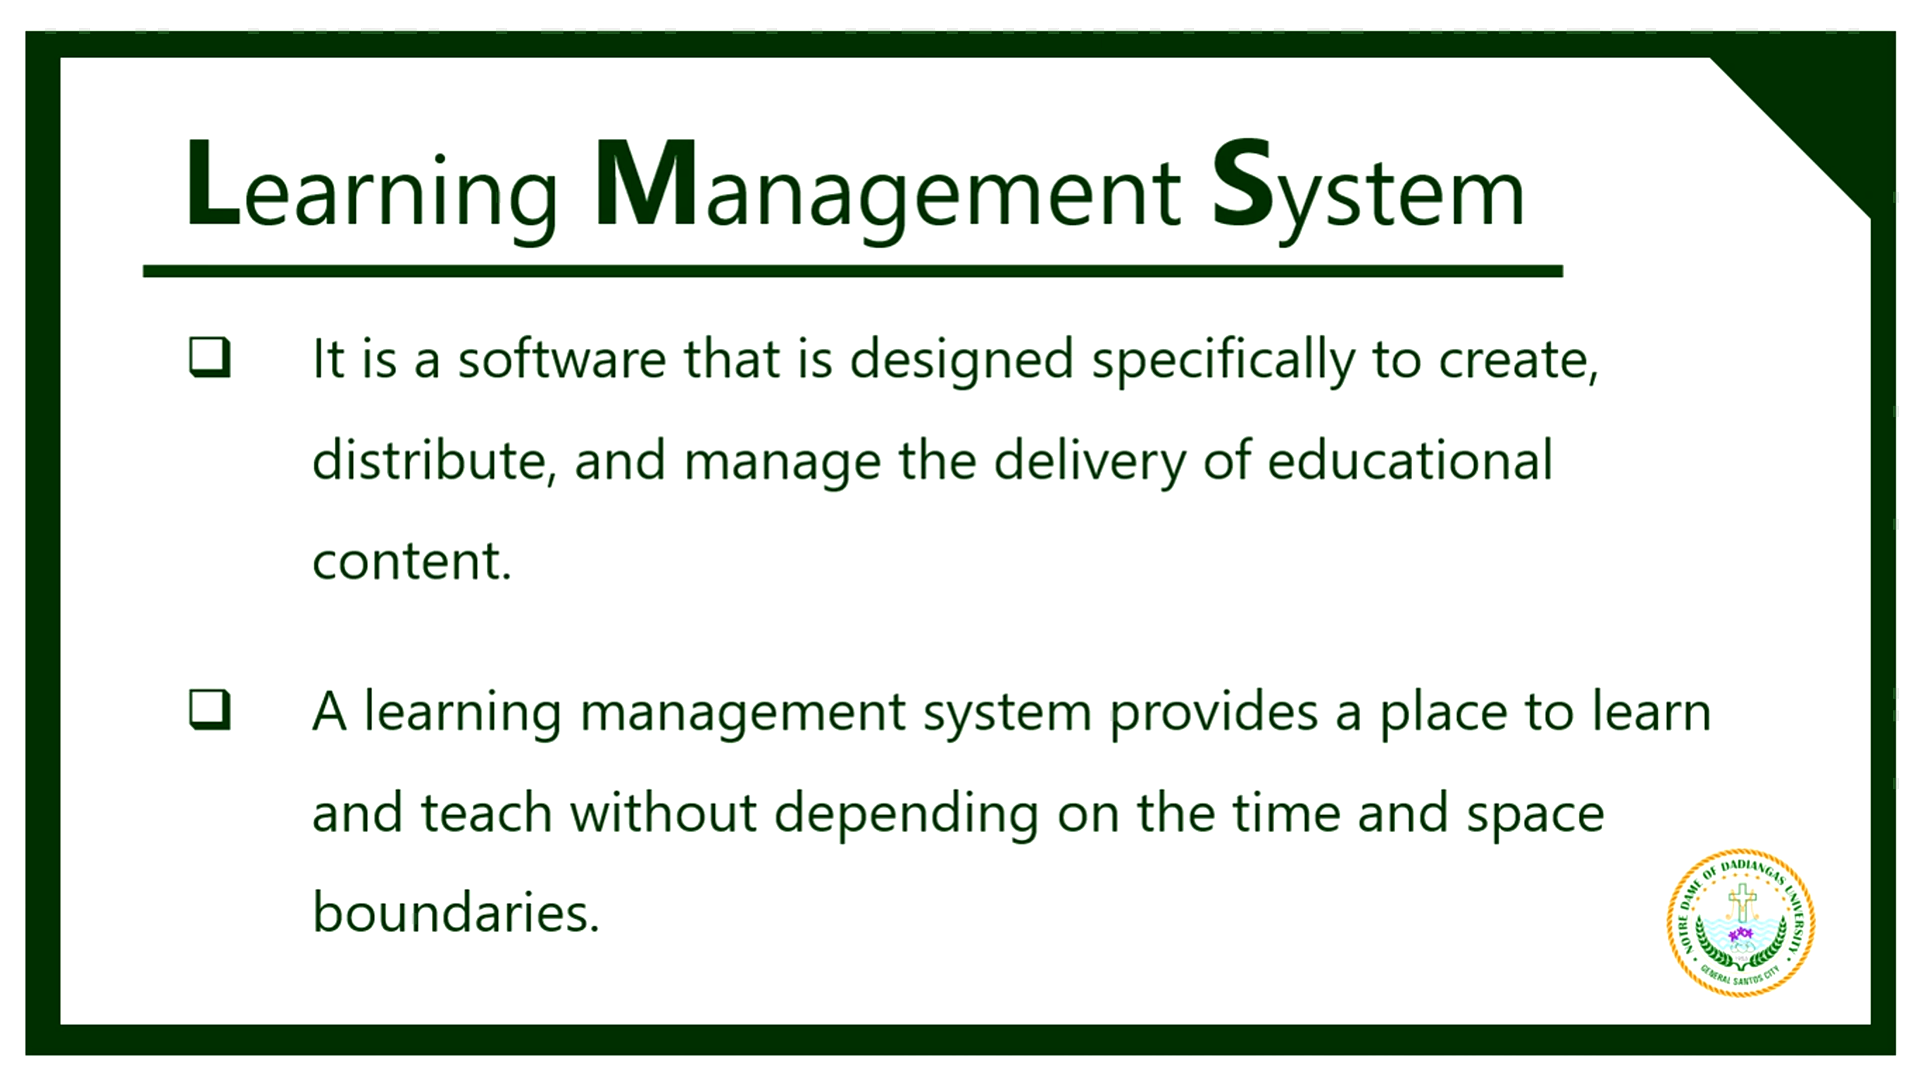 Learning Management System
❑ It is a software that is designed specifically to create,
distribute, and manage the delivery of educational
content.
❑ A learning management system provides a place to learn
and teach without depending on the time and space
boundaries.
NOTRE DAME OF DADIANGAS UNIVERSITY
GENERAL SANTOS CITY